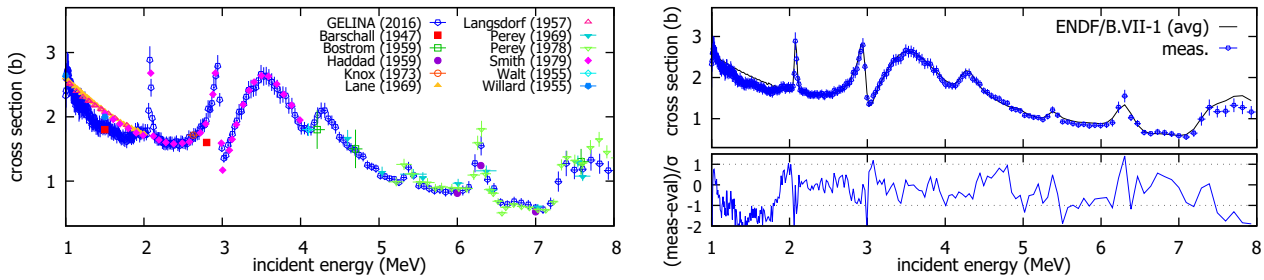 GELINA (2016)
Barschall (1947)
Bostrom (1959)
Haddad (1959)
Knox (1973)
Lane (1969)
Langsdorf (1957)
Perey (1969)
Perey (1978)
Smith (1979)
Walt (1955)
Willard (1955)
cross section (b)
3
2
1
1 2 3 4 5 6 7 8
incident energy (MeV)
ENDF/B.VII-1 (avg)
meas.
cross section (b)
3
2
1
(meas-eval)/σ
1
0
-1
-2
1 2 3 4 5 6 7 8
incident energy (MeV)